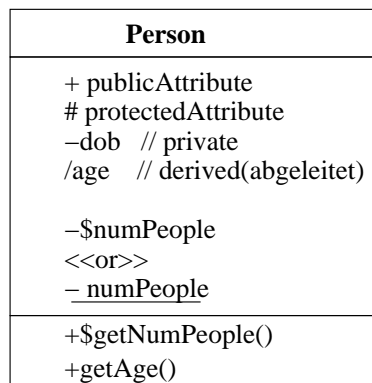 Person
+ publicAttribute
# protectedAttribute
−dob // private
/age // derived(abgeleitet)
−$numPeople
<<or>>
− numPeople
+$getNumPeople()
+getAge()